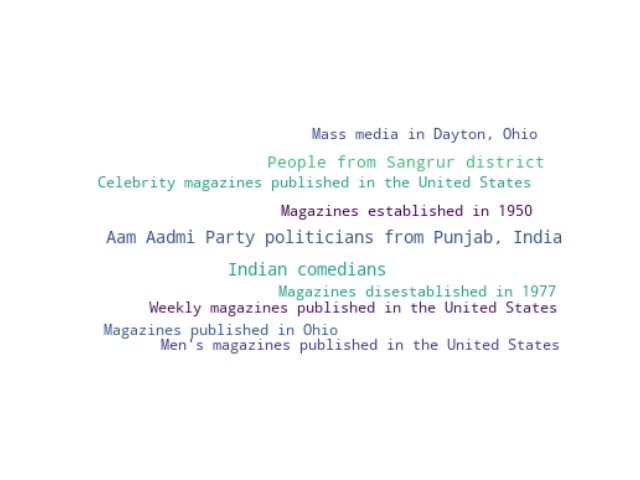 Mass media in Dayton, Ohio
People from Sangrur district
Celebrity magazines published in the United States
Magazines established in 1950
Aam Aadmi Party politicians from Punjab, India
Indian comedians
Magazines disestablished in 1977
Weekly magazines published in the United States
Magazines published in Ohio
Men's magazines published in the United States